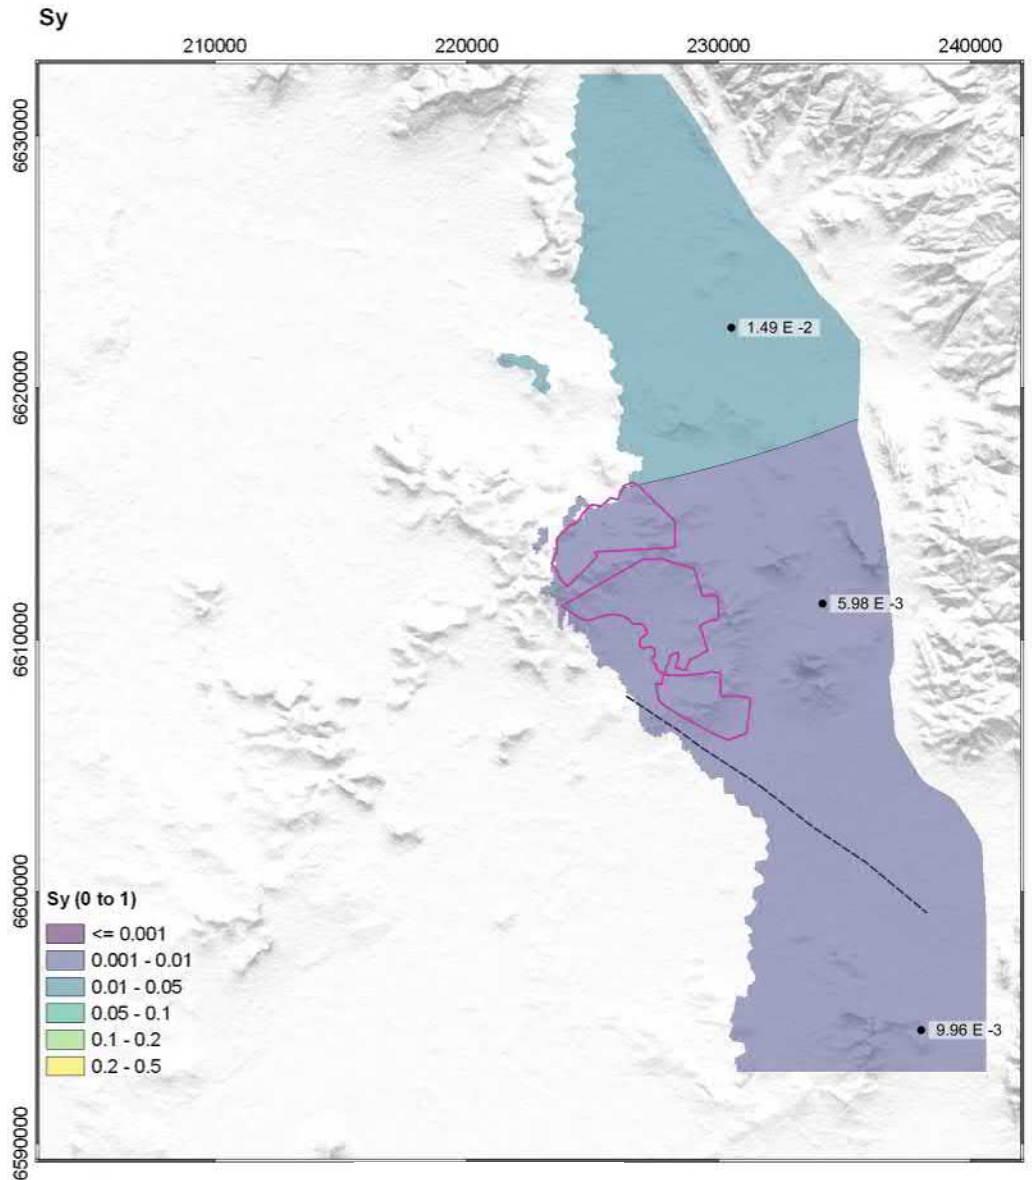 Sy
210000 220000 230000 240000
6630000
6620000
6610000
6600000
6590000
1.49 E -2
5.98 E -3
9.96 E -3
Sy (0 to 1)
<= 0.001
0.001 - 0.01
0.01 - 0.05
0.05 - 0.1
0.1 - 0.2
0.2 - 0.5